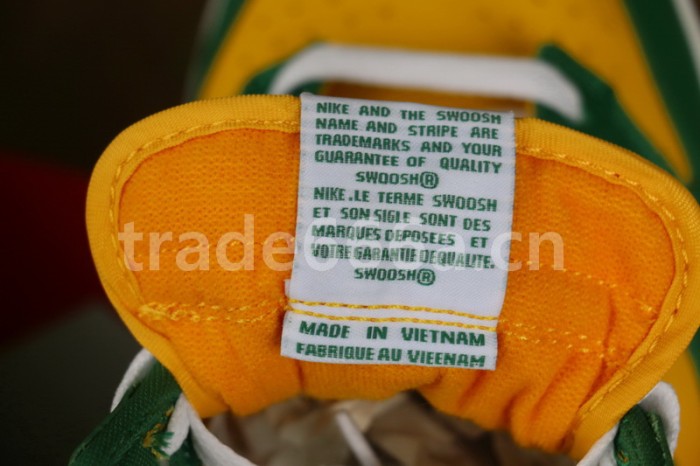 NIKE AND THE SWOOSH
NAME AND STRIPE ARE
TRADEMARKS AND YOUR
GUARANTEE OF QUALITY
SWOOSH®
NIKE.LE TERME SWOOSH
ET SON SIGLE SONT DES
MARQUES DEPOSEES ET
VOTRE GARANTIE DE QUALITE.
SWOOSH®
MADE IN VIETNAM
FABRIQUE AU VIEENAM